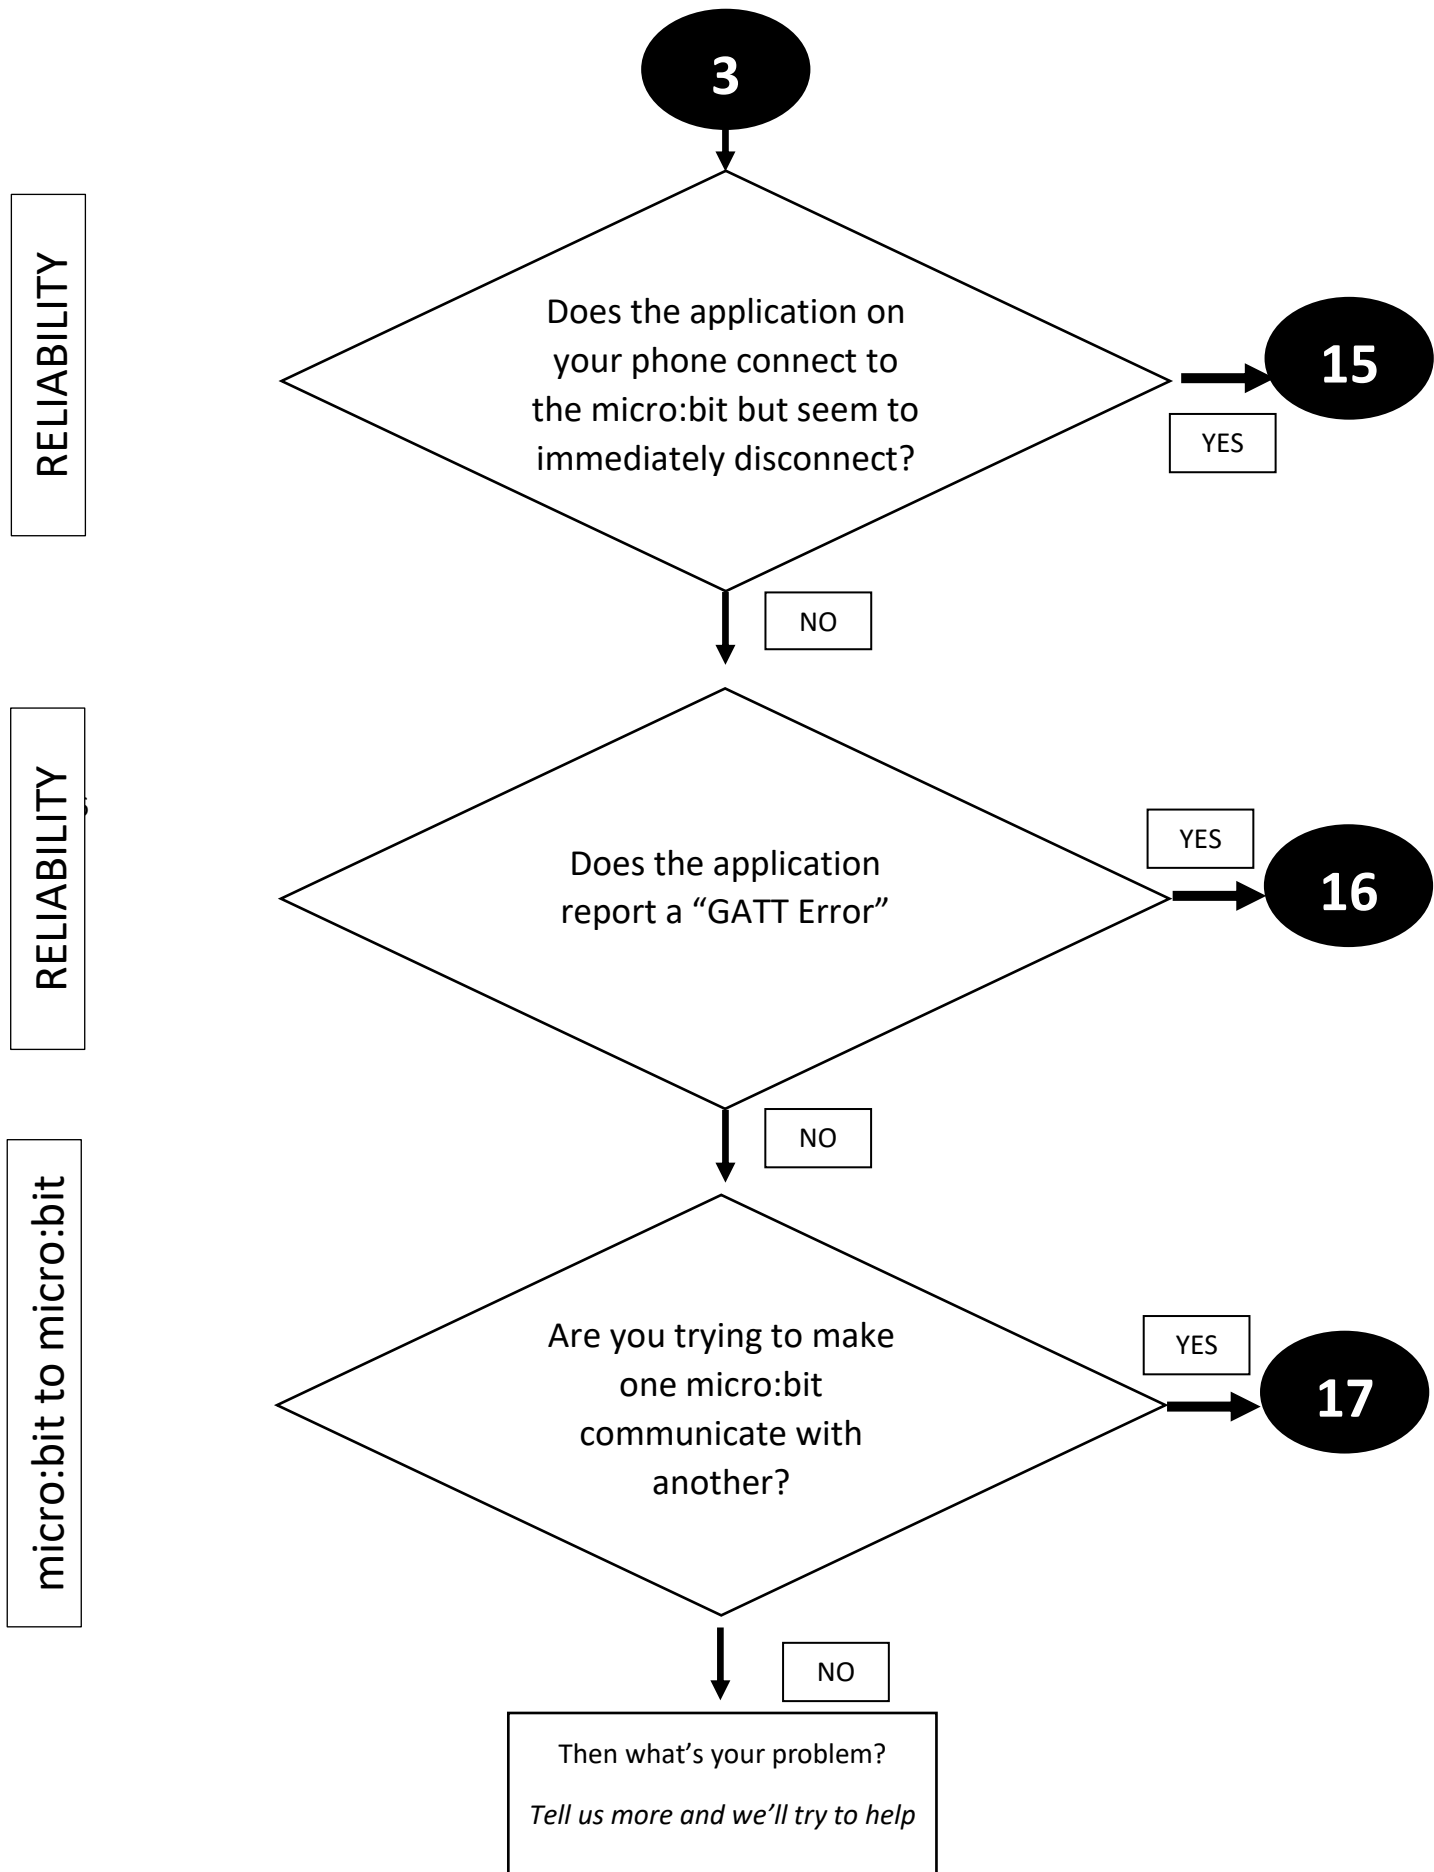 3
RELIABILITY
Does the application on
your phone connect to
the micro:bit but seem to
immediately disconnect?
15
YES
NO
RELIABILITY
Does the application
report a “GATT Error”
YES
16
NO
micro:bit to micro:bit
Are you trying to make
one micro:bit
communicate with
another?
YES
17
NO
Then what’s your problem?
Tell us more and we’ll try to help